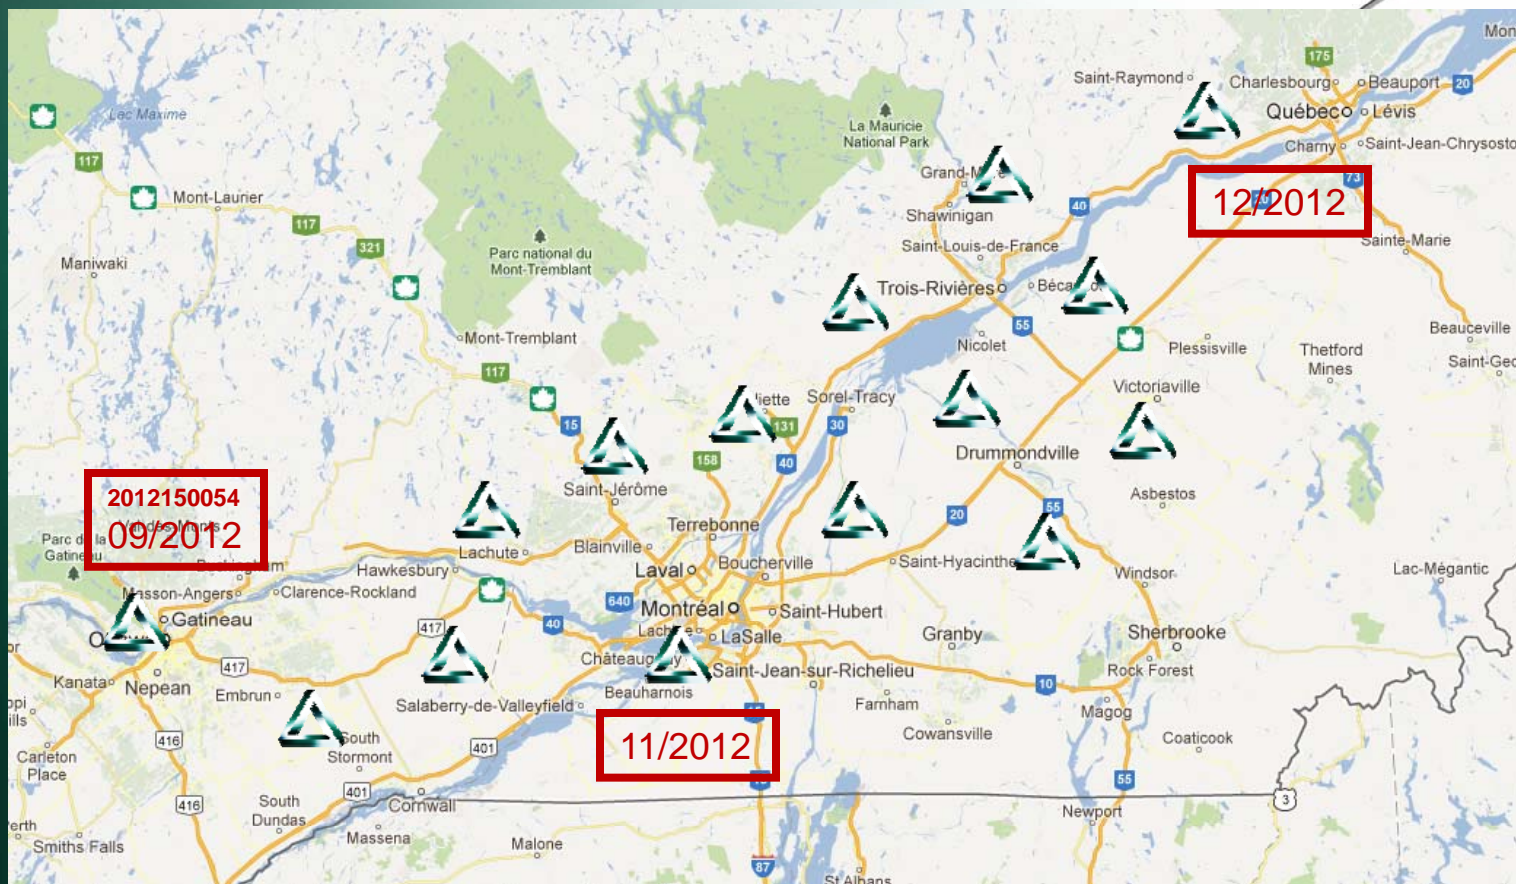 175
Saint-Raymond
Charlesbourg
Beauport
20
Lac Maxime
Québec
Lévis
La Mauricie
National Park
Charny
Saint-Jean-Chrysosto
117
Mont-Laurier
Shawinigan
40
12/2012
73
117
321
Saint-Louis-de-France
Sainte-Marie
Maniwaki
Parc national du
Mont-Tremblant
Trois-Rivières
55
Nicolet
Beauceville
Mont-Tremblant
Plessisville
Thetford
Mines
Saint-Geo
117
Victoriaville
Sorel-Tracy
15
131
30
158
40
Drummondville
2012150054
09/2012
Saint-Jérôme
Asbestos
55
20
Terrebonne
Parc de la
Gatineau
Lachute
Blainville
Laval
Boucherville
Saint-Hyacinthe
Hawkesbury
Windsor
Lac-Mégantic
Masson-Angers
Clarence-Rockland
640
Montréal
Saint-Hubert
Gatineau
417
40
LaSalle
Granby
Sherbrooke
417
Saint-Jean-sur-Richelieu
Rock Forest
Kanata
Nepean
Embrun
Beauharnois
10
Salaberry-de-Valleyfield
Farnham
Magog
11/2012
Cowansville
Coaticook
416
South
Stormont
401
Carleton
Place
55
401
416
South
Dundas
Cornwall
3
Newport
Massena
Smiths Falls
Malone
87
St Albans